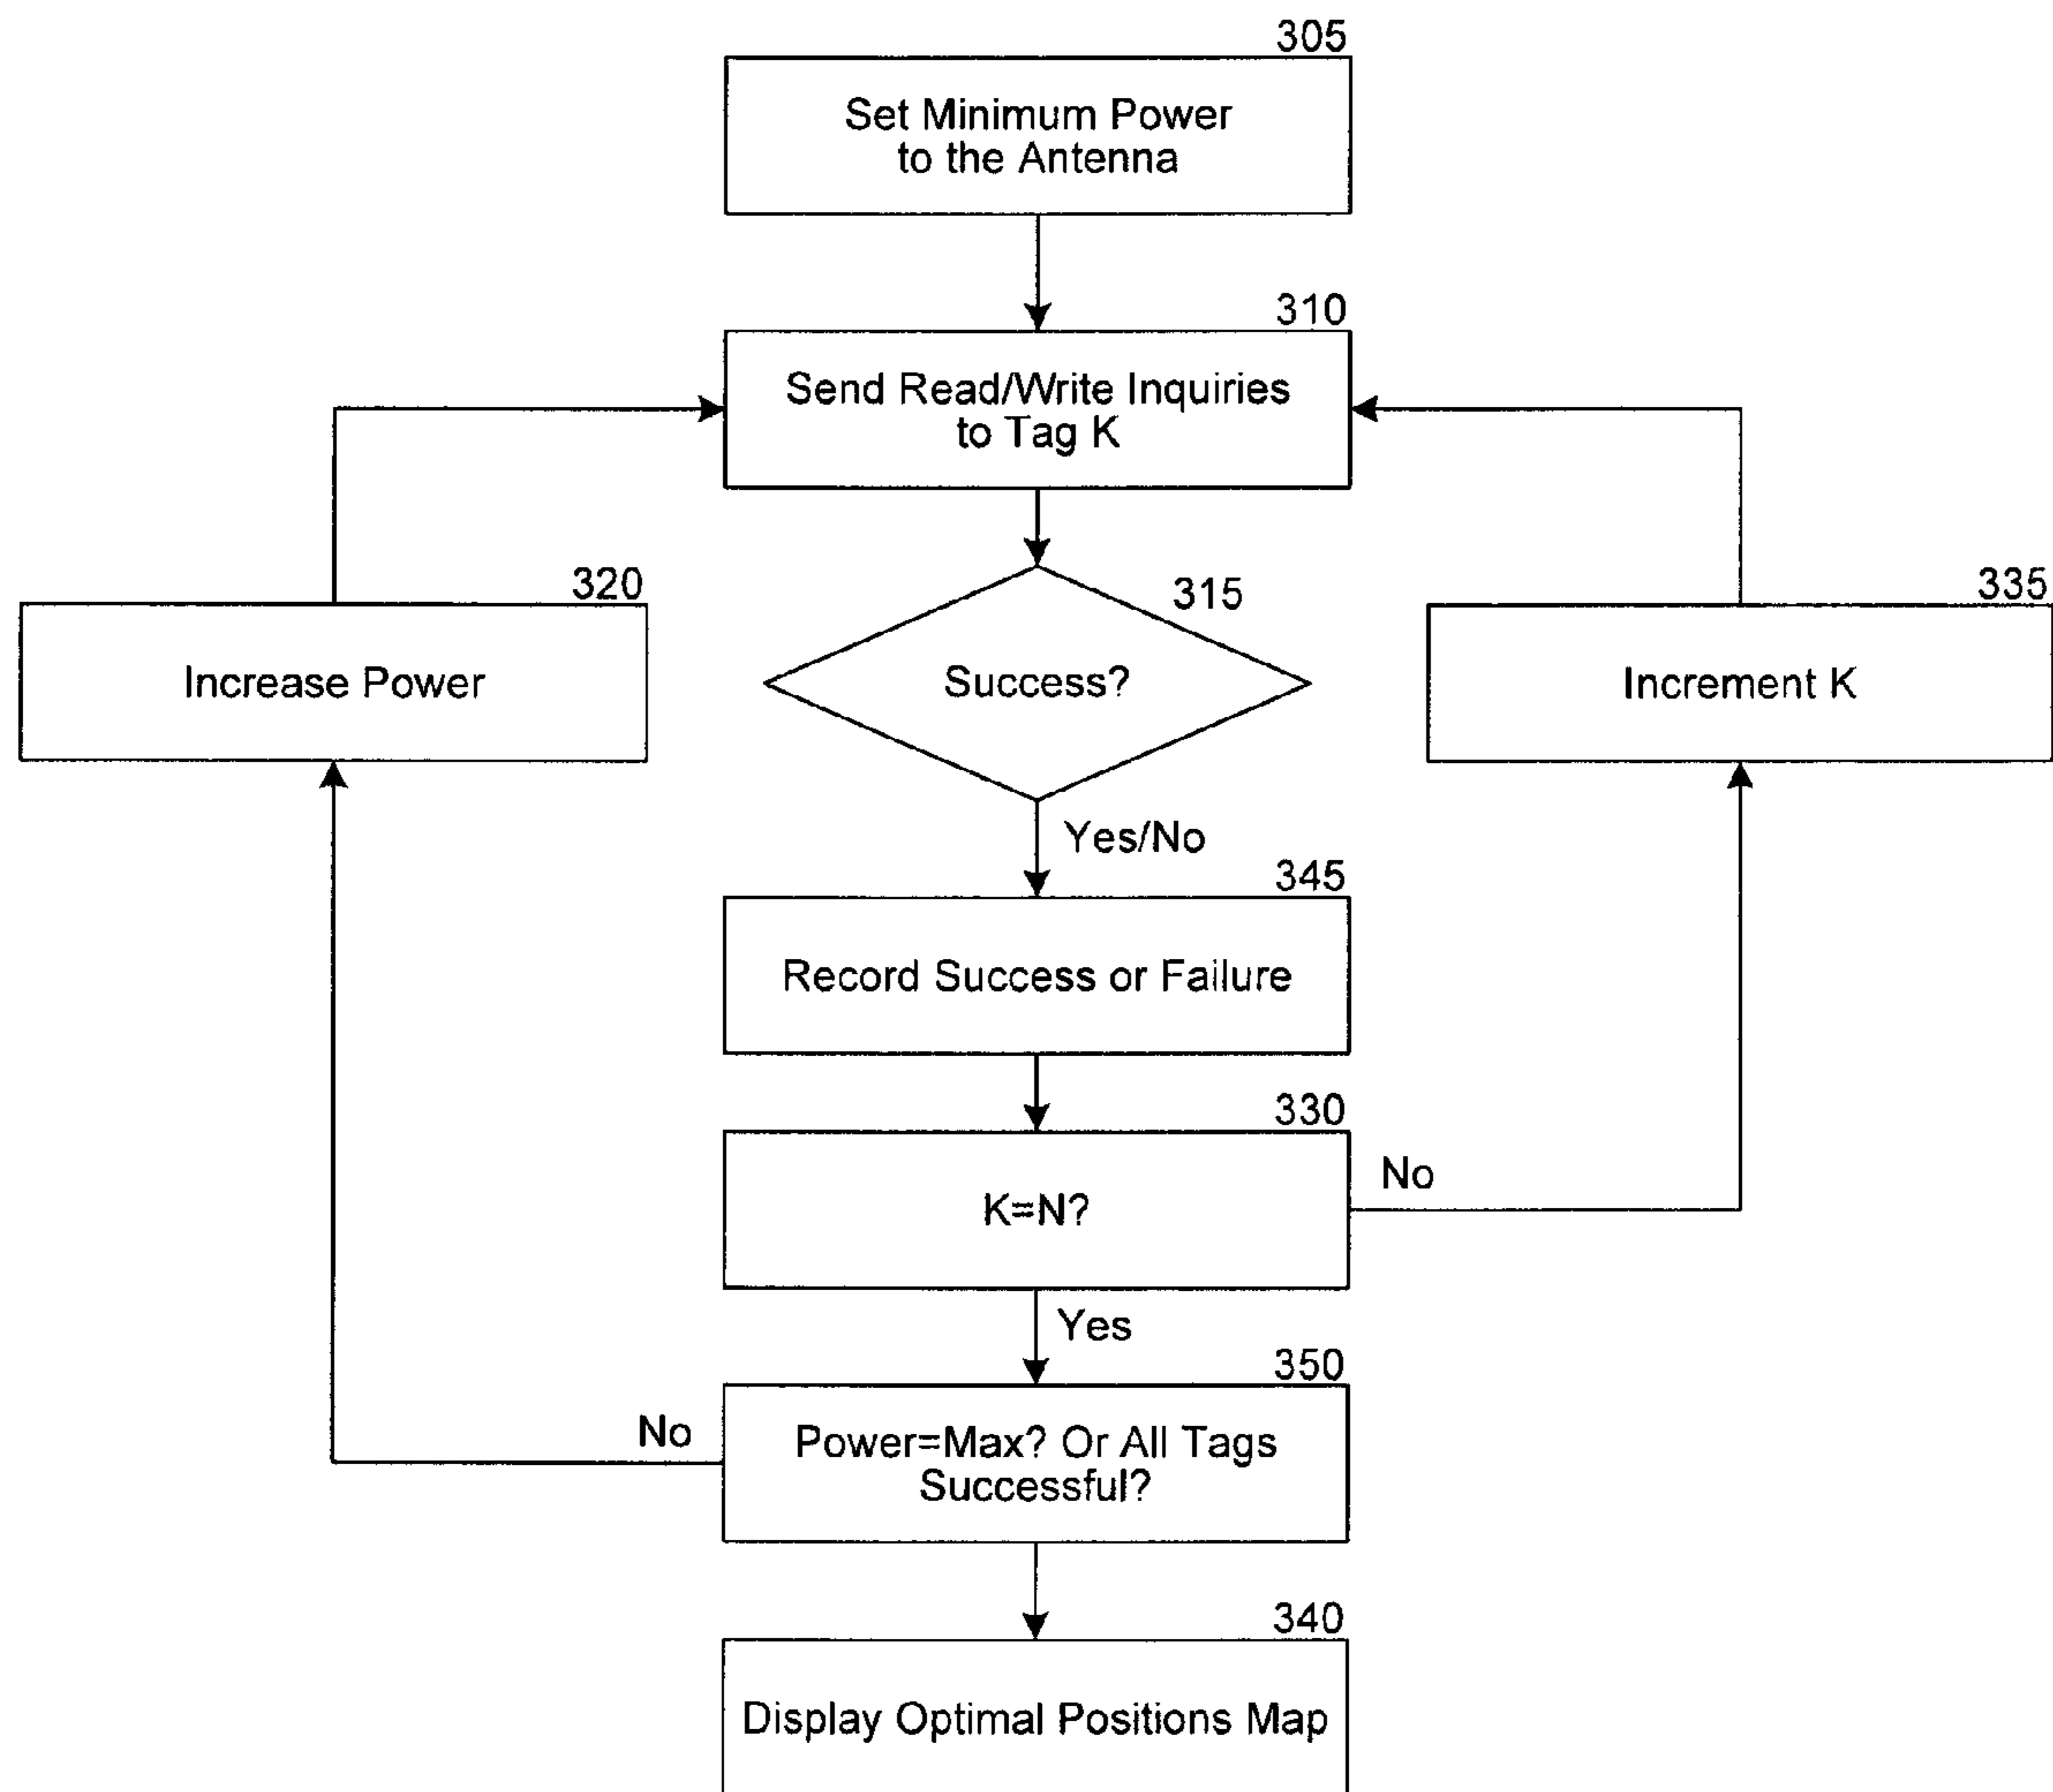 305
Set Minimum Power
to the Antenna
310
Send Read/Write Inquiries
to Tag K
320
Increase Power
315
Success?
335
Increment K
Yes/No
345
Record Success or Failure
330
K=N?
No
Yes
350
No
Power=Max? Or All Tags
Successful?
340
Display Optimal Positions Map